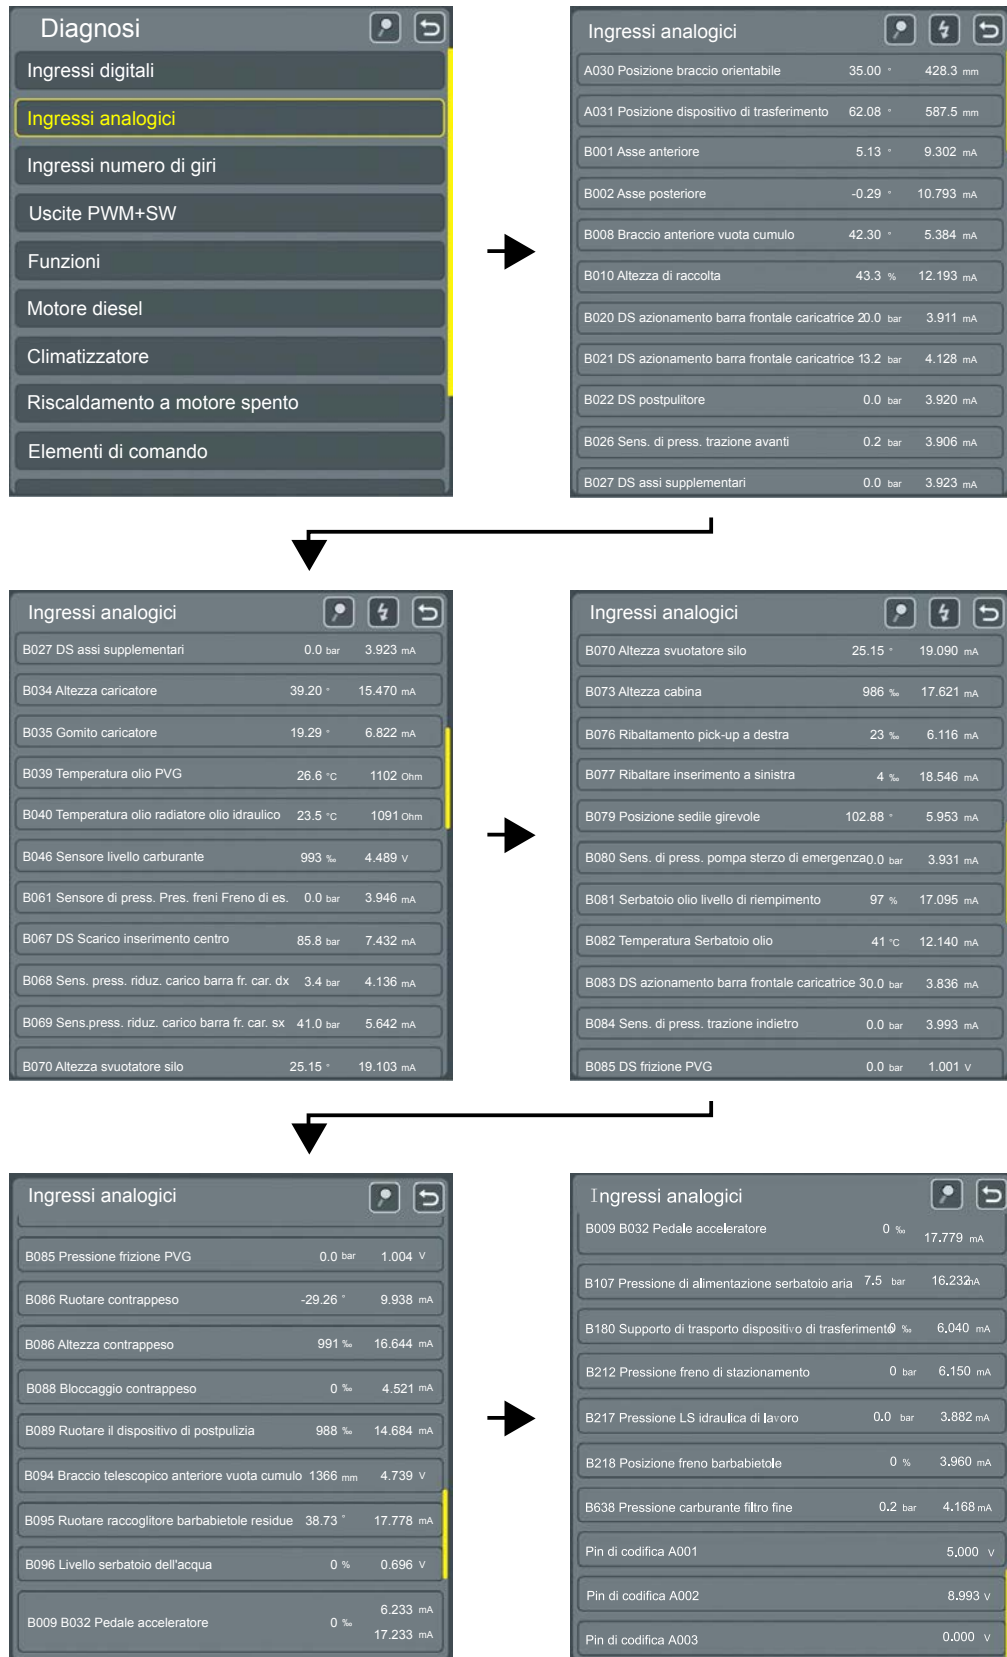 Diagnosi
Ingressi digitali
Ingressi analogici
Ingressi numero di giri
Uscite PWM+SW
Funzioni
Motore diesel
Climatizzatore
Riscaldamento a motore spento
Elementi di comando
Ingressi analogici
A030 Posizione braccio orientabile 35.00 ° 428.3 mm
A031 Posizione dispositivo di trasferimento 62.08 ° 587.5 mm
B001 Asse anteriore 5.13 ° 9.302 mA
B002 Asse posteriore -0.29 ° 10.793 mA
B008 Braccio anteriore vuota cumulo 42.30 ° 5.384 mA
B010 Altezza di raccolta 43.3 % 12.193 mA
B020 DS azionamento barra frontale caricatrice 20.0 bar 3.911 mA
B021 DS azionamento barra frontale caricatrice 13.2 bar 4.128 mA
B022 DS postpulitore 0.0 bar 3.920 mA
B026 Sens. di press. trazione avanti 0.2 bar 3.906 mA
B027 DS assi supplementari 0.0 bar 3.923 mA
Ingressi analogici
B027 DS assi supplementari 0.0 bar 3.923 mA
B034 Altezza caricatore 39.20 ° 15.470 mA
B035 Gomito caricatore 19.29 ° 6.822 mA
B039 Temperatura olio PVG 26.6 °C 1102 Ohm
B040 Temperatura olio radiatore olio idraulico 23.5 °C 1091 Ohm
B046 Sensore livello carburante 993 ‰ 4.489 V
B061 Sensore di press. Pres. freni Freno di es. 0.0 bar 3.946 mA
B067 DS Scarico inserimento centro 85.8 bar 7.432 mA
B068 Sens. press. riduz. carico barra fr. car. dx 3.4 bar 4.136 mA
B069 Sens.press. riduz. carico barra fr. car. sx 41.0 bar 5.642 mA
B070 Altezza svuotatore silo 25.15 ° 19.103 mA
Ingressi analogici
B070 Altezza svuotatore silo 25.15 ° 19.090 mA
B073 Altezza cabina 986 ‰ 17.621 mA
B076 Ribaltamento pick-up a destra 23 ‰ 6.116 mA
B077 Ribaltare inserimento a sinistra 4 ‰ 18.546 mA
B079 Posizione sedile girevole 102.88 ° 5.953 mA
B080 Sens. di press. pompa sterzo di emergenza 0.0 bar 3.931 mA
B081 Serbatoio olio livello di riempimento 97 % 17.095 mA
B082 Temperatura Serbatoio olio 41 °C 12.140 mA
B083 DS azionamento barra frontale caricatrice 30.0 bar 3.836 mA
B084 Sens. di press. trazione indietro 0.0 bar 3.993 mA
B085 DS frizione PVG 0.0 bar 1.001 V
Ingressi analogici
B085 Pressione frizione PVG 0.0 bar 1.004 V
B086 Ruotare contrappeso -29.26 ° 9.938 mA
B086 Altezza contrappeso 991 ‰ 16.644 mA
B088 Bloccaggio contrappeso 0 ‰ 4.521 mA
B089 Ruotare il dispositivo di postpulizia 988 ‰ 14.684 mA
B094 Braccio telescopico anteriore vuota cumulo 1366 mm 4.739 V
B095 Ruotare raccoglitore barbabietole residue 38.73 ° 17.778 mA
B096 Livello serbatoio dell'acqua 0 % 0.696 V
B009 B032 Pedale acceleratore 0 ‰ 6.233 mA
17.233 mA
Ingressi analogici
B009 B032 Pedale acceleratore 0 ‰ 17.779 mA
B107 Pressione di alimentazione serbatoio aria 7.5 bar 16.232mA
B180 Supporto di trasporto dispositivo di trasferimento 0 ‰ 6.040 mA
B212 Pressione freno di stazionamento 0 bar 6.150 mA
B217 Pressione LS idraulica di lavoro 0.0 bar 3.882 mA
B218 Posizione freno barbabietole 0 % 3.960 mA
B638 Pressione carburante filtro fine 0.2 bar 4.168 mA
Pin di codifica A001 5.000 V
Pin di codifica A002 8.993 V
Pin di codifica A003 0.000 V